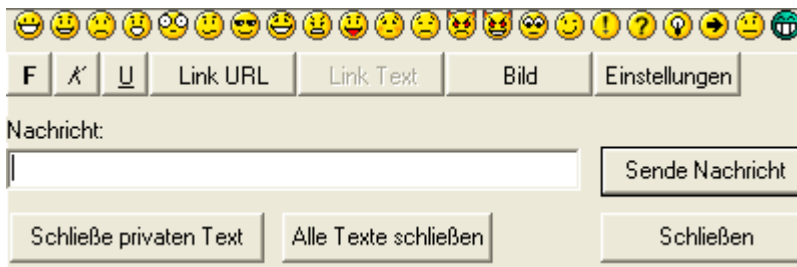 F K U Link URL Link Text Bild Einstellungen
Nachricht:
Sende Nachricht
Schließe privaten Text Alle Texte schließen Schließen